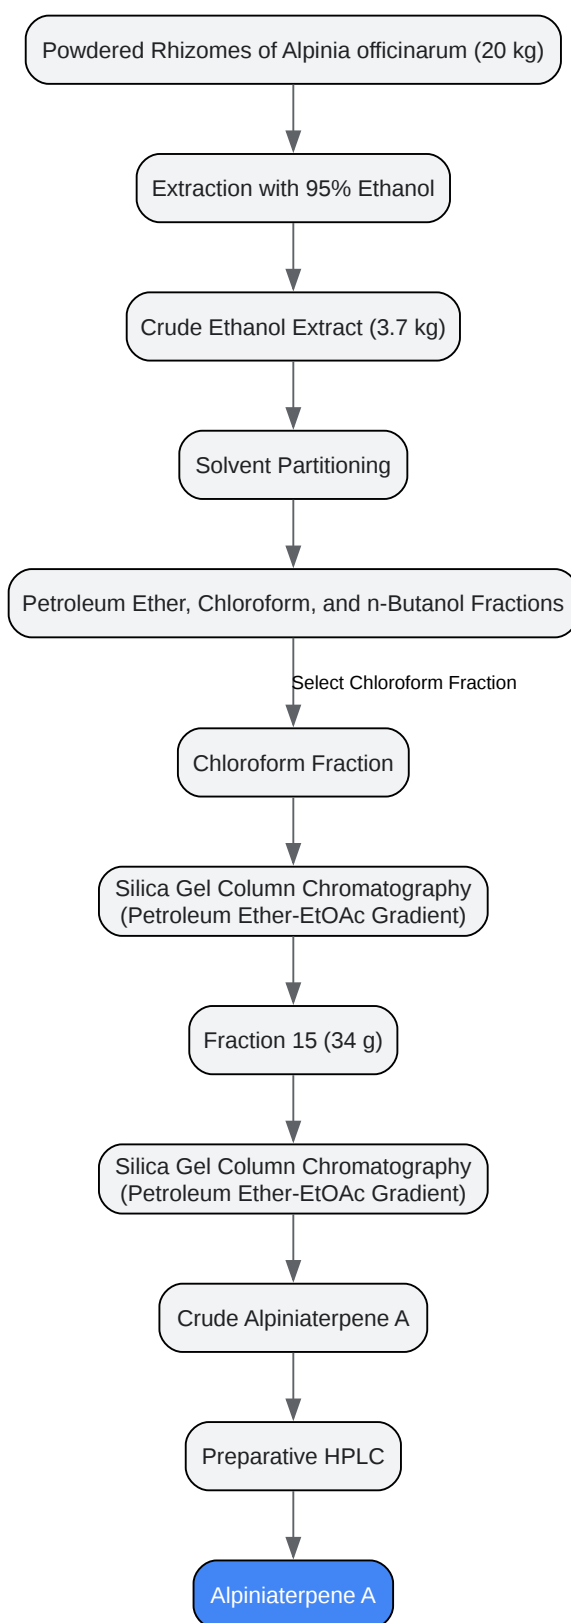 Powdered Rhizomes of Alpinia officinarum (20 kg)
Extraction with 95% Ethanol
Crude Ethanol Extract (3.7 kg)
Solvent Partitioning
Petroleum Ether, Chloroform, and n-Butanol Fractions
Select Chloroform Fraction
Chloroform Fraction
Silica Gel Column Chromatography
(Petroleum Ether-EtOAc Gradient)
Fraction 15 (34 g)
Silica Gel Column Chromatography
(Petroleum Ether-EtOAc Gradient)
Crude Alpiniaterpene A
Preparative HPLC
Alpiniaterpene A